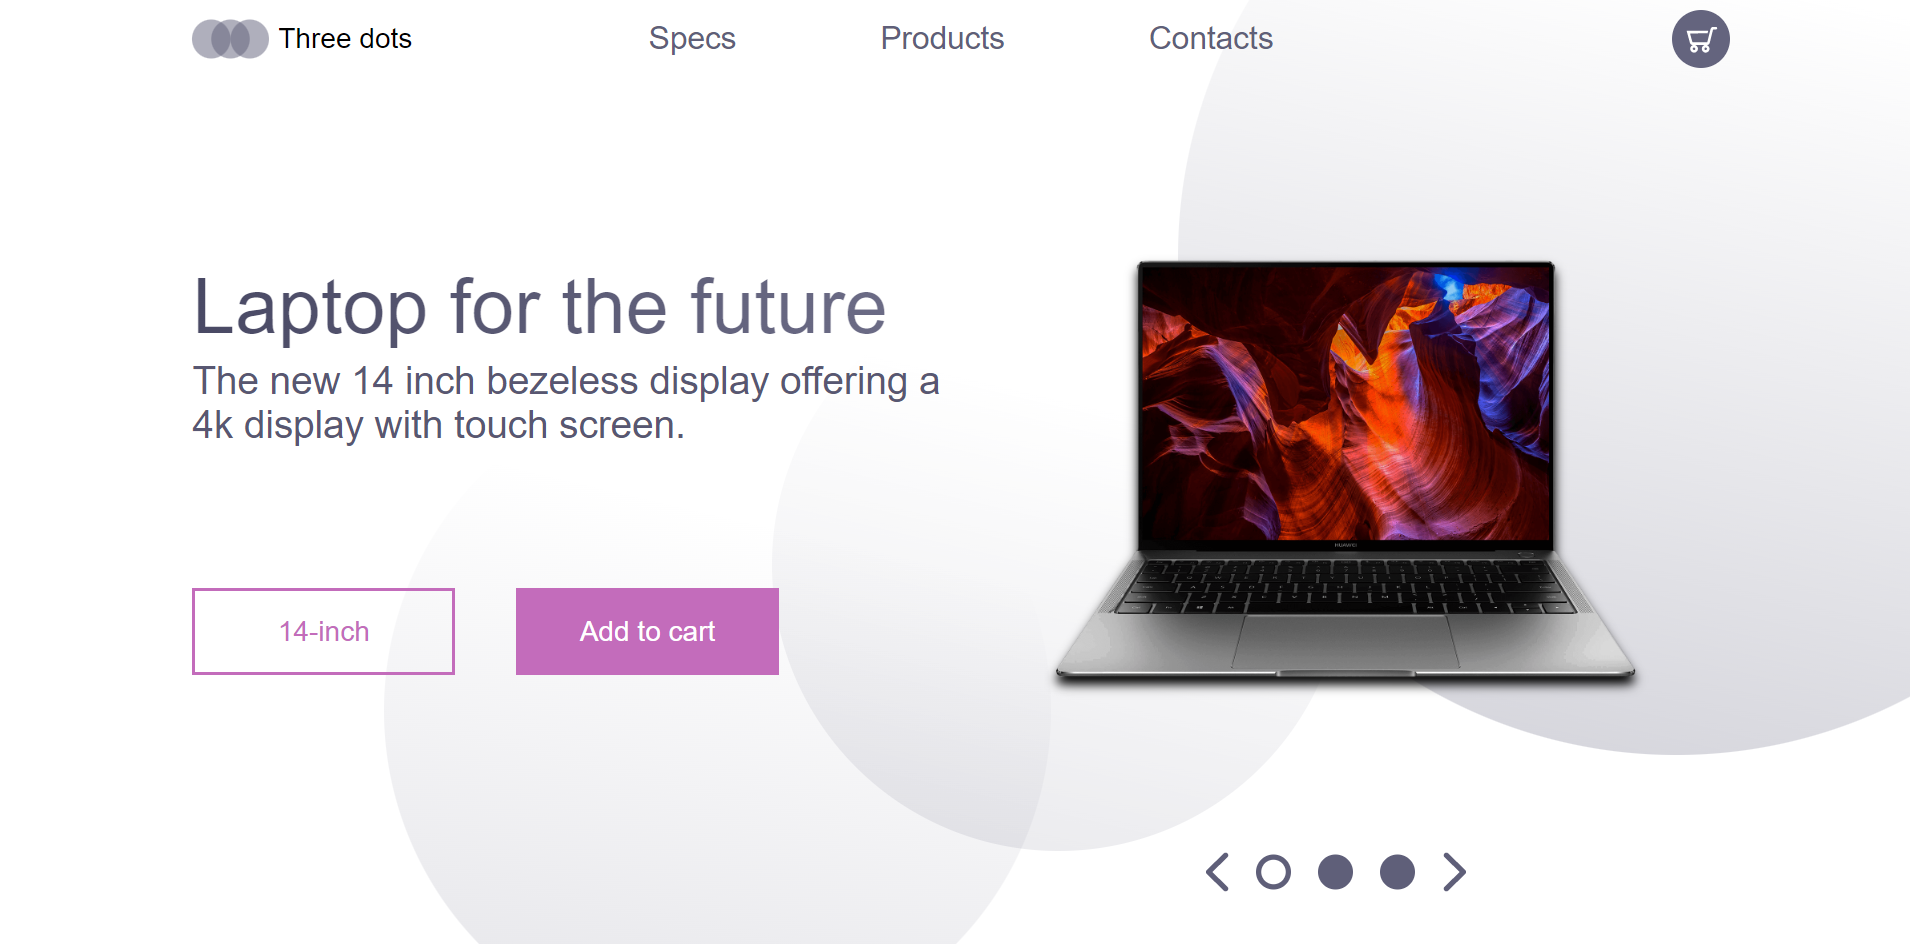 Three dots
Specs
Products
Contacts
Laptop for the future
The new 14 inch bezeless display offering a
4k display with touch screen.
14-inch
Add to cart
HUAWEI